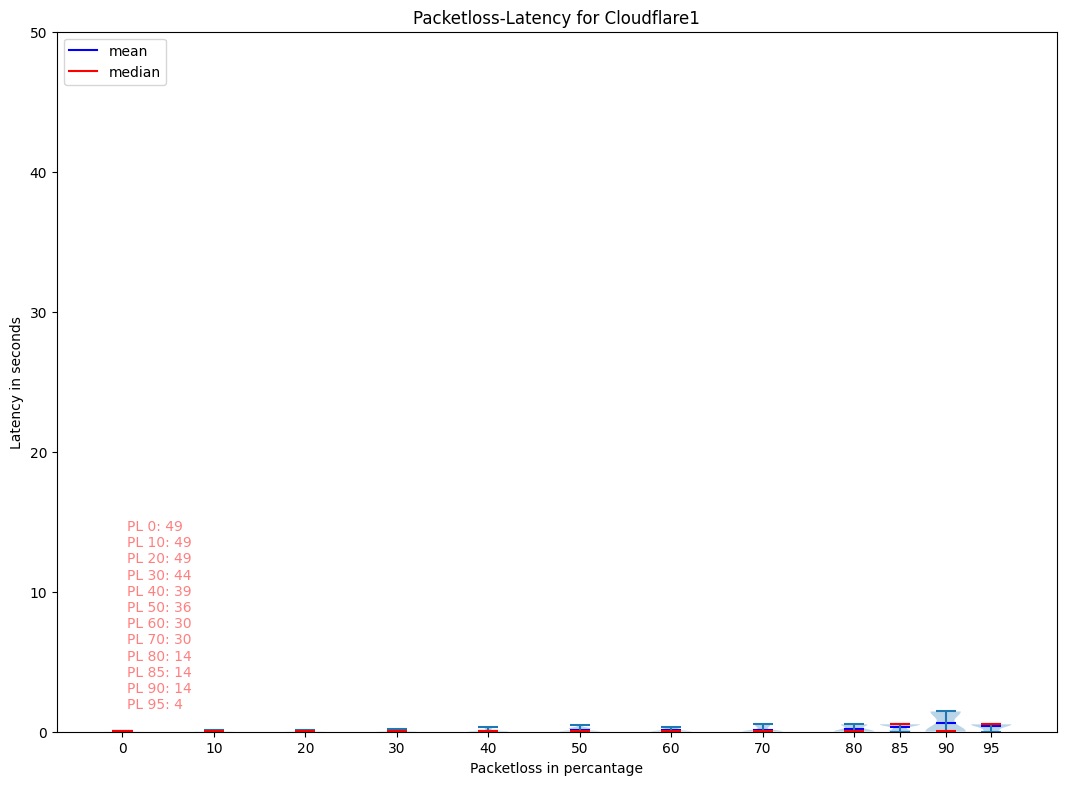 Packetloss-Latency for Cloudflare1
mean
median
50
40
30
20
10
0
Latency in seconds
PL 0: 49
PL 10: 49
PL 20: 49
PL 30: 44
PL 40: 39
PL 50: 36
PL 60: 30
PL 70: 30
PL 80: 14
PL 85: 14
PL 90: 14
PL 95: 4
0 10 20 30 40 50 60 70 80 85 90 95
Packetloss in percantage